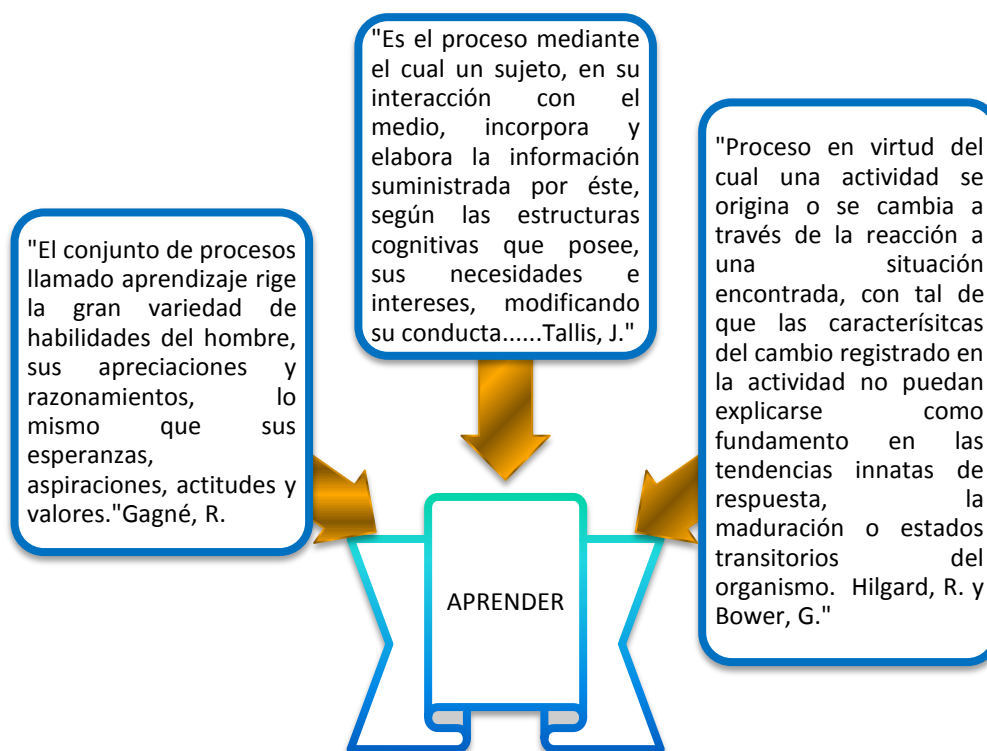 "El conjunto de procesos
llamado aprendizaje rige
la gran variedad de
habilidades del hombre,
sus apreciaciones y
razonamientos, lo
mismo que sus
esperanzas,
aspiraciones, actitudes y
valores."Gagné, R.
"Es el proceso mediante
el cual un sujeto, en su
interacción con el
medio, incorpora y
elabora la información
suministrada por éste,
según las estructuras
cognitivas que posee,
sus necesidades e
intereses, modificando
su conducta......Tallis, J."
"Proceso en virtud del
cual una actividad se
origina o se cambia a
través de la reacción a
una situación
encontrada, con tal de
que las caracterísitcas
del cambio registrado en
la actividad no puedan
explicarse como
fundamento en las
tendencias innatas de
respuesta, la
maduración o estados
transitorios del
organismo. Hilgard, R. y
Bower, G."
APRENDER